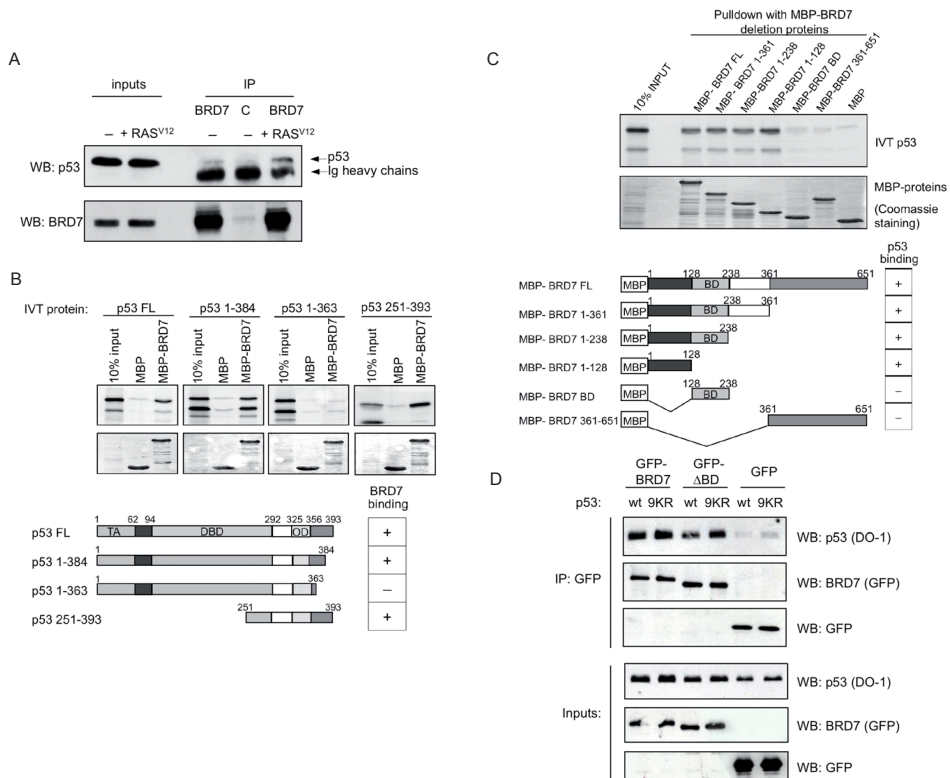 A
inputs
IP
BRD7
C
BRD7
– + RAS^V12
–
–
+ RAS^V12
WB: p53
p53
Ig heavy chains
WB: BRD7
B
IVT protein:
p53 FL
p53 1-384
p53 1-363
p53 251-393
10% input
MBP
MBP-BRD7
10% input
MBP
MBP-BRD7
10% input
MBP
MBP-BRD7
10% input
MBP
MBP-BRD7
BRD7
binding
1 62 94 292 325 356 393
p53 FL TA DBD OD +
1 384
p53 1-384 +
1 363
p53 1-363 –
251 393
p53 251-393 +
C
Pulldown with MBP-BRD7
deletion proteins
10% INPUT
MBP- BRD7 FL
MBP- BRD7 1-361
MBP-BRD7 1-238
MBP-BRD7 1-128
MBP-BRD7 BD
MBP-BRD7 361-651
MBP
IVT p53
MBP-proteins
(Coomassie
staining)
p53
binding
1 128 238 361 651
MBP- BRD7 FL MBP BD +
1 238 361
MBP- BRD7 1-361 MBP BD +
1 238
MBP- BRD7 1-238 MBP BD +
1 128
MBP- BRD7 1-128 MBP +
128 238
MBP- BRD7 BD MBP BD –
361 651
MBP- BRD7 361-651 MBP –
D
GFP-
BRD7
GFP-
ΔBD
GFP
p53: wt 9KR wt 9KR wt 9KR
IP: GFP
WB: p53 (DO-1)
WB: BRD7 (GFP)
WB: GFP
Inputs:
WB: p53 (DO-1)
WB: BRD7 (GFP)
WB: GFP